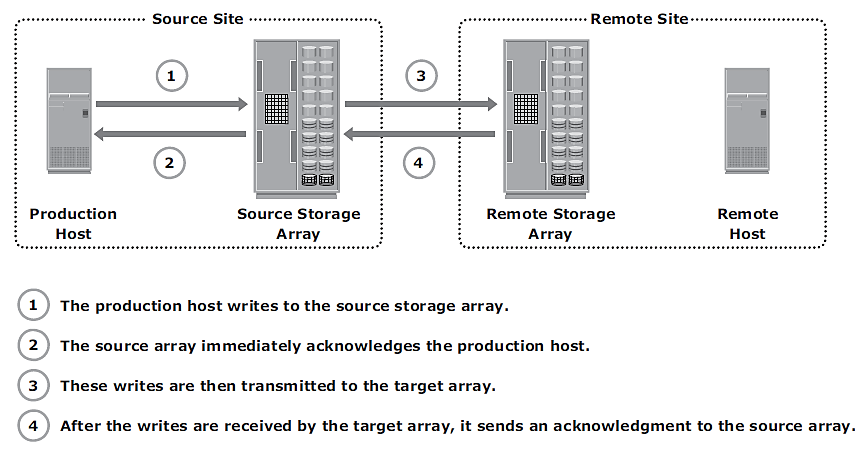 Source Site
Remote Site
1
3
2
4
Production
Host
Source Storage
Array
Remote Storage
Array
Remote
Host
1 The production host writes to the source storage array.
2 The source array immediately acknowledges the production host.
3 These writes are then transmitted to the target array.
4 After the writes are received by the target array, it sends an acknowledgment to the source array.